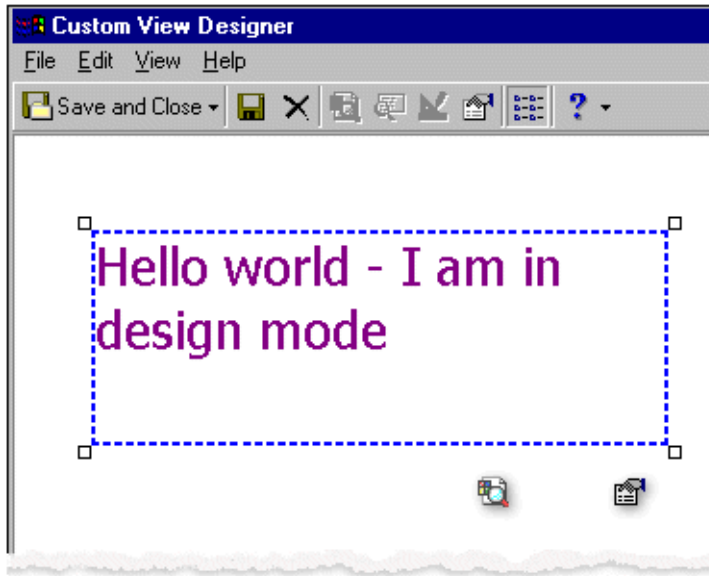 Custom View Designer
File Edit View Help
Save and Close
?
Hello world - I am in
design mode